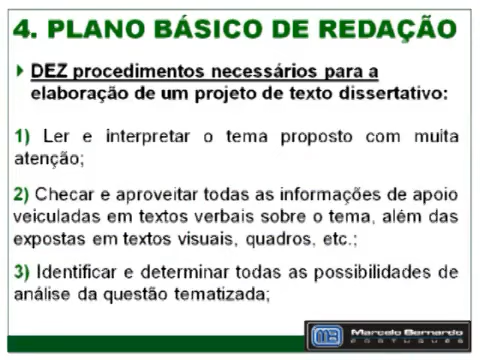 4. PLANO BÁSICO DE REDAÇÃO
DEZ procedimentos necessários para a
elaboração de um projeto de texto dissertativo:
1) Ler e interpretar o tema proposto com muita
atenção;
2) Checar e aproveitar todas as informações de apoio
veiculadas em textos verbais sobre o tema, além das
expostas em textos visuais, quadros, etc.;
3) Identificar e determinar todas as possibilidades de
análise da questão tematizada;
MB Marcelo Bernardo
PORTUGUÊS